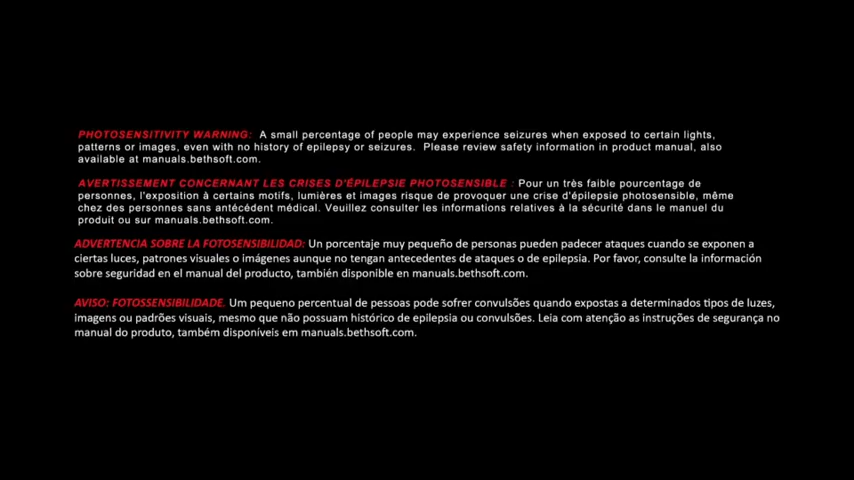 PHOTOSENSITIVITY WARNING: A small percentage of people may experience seizures when exposed to certain lights,
patterns or images, even with no history of epilepsy or seizures. Please review safety information in product manual, also
available at manuals.bethsoft.com.
AVERTISSEMENT CONCERNANT LES CRISES D'ÉPILEPSIE PHOTOSENSIBLE : Pour un très faible pourcentage de
personnes, l'exposition à certains motifs, lumières et images risque de provoquer une crise d'épilepsie photosensible, même
chez des personnes sans antécédent médical. Veuillez consulter les informations relatives à la sécurité dans le manuel du
produit ou sur manuals.bethsoft.com.
ADVERTENCIA SOBRE LA FOTOSENSIBILIDAD: Un porcentaje muy pequeño de personas pueden padecer ataques cuando se exponen a
ciertas luces, patrones visuales o imágenes aunque no tengan antecedentes de ataques o de epilepsia. Por favor, consulte la información
sobre seguridad en el manual del producto, también disponible en manuals.bethsoft.com.
AVISO: FOTOSSENSIBILIDADE. Um pequeno percentual de pessoas pode sofrer convulsões quando expostas a determinados tipos de luzes,
imagens ou padrões visuais, mesmo que não possuam histórico de epilepsia ou convulsões. Leia com atenção as instruções de segurança no
manual do produto, também disponíveis em manuals.bethsoft.com.